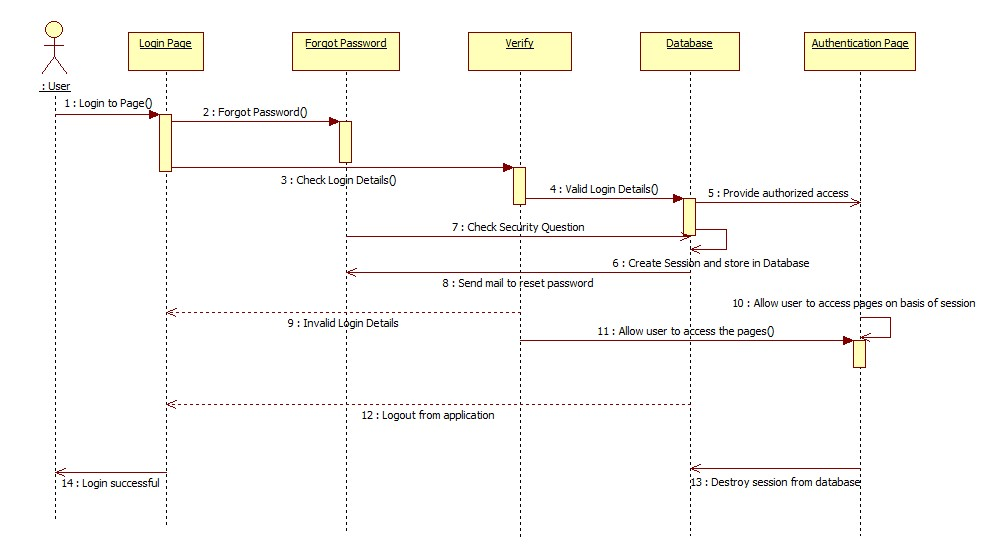 Login Page
Forgot Password
Verify
Database
Authentication Page
: User
1 : Login to Page()
2 : Forgot Password()
3 : Check Login Details()
4 : Valid Login Details()
5 : Provide authorized access
7 : Check Security Question
6 : Create Session and store in Database
8 : Send mail to reset password
10 : Allow user to access pages on basis of session
9 : Invalid Login Details
11 : Allow user to access the pages()
12 : Logout from application
14 : Login successful
13 : Destroy session from database